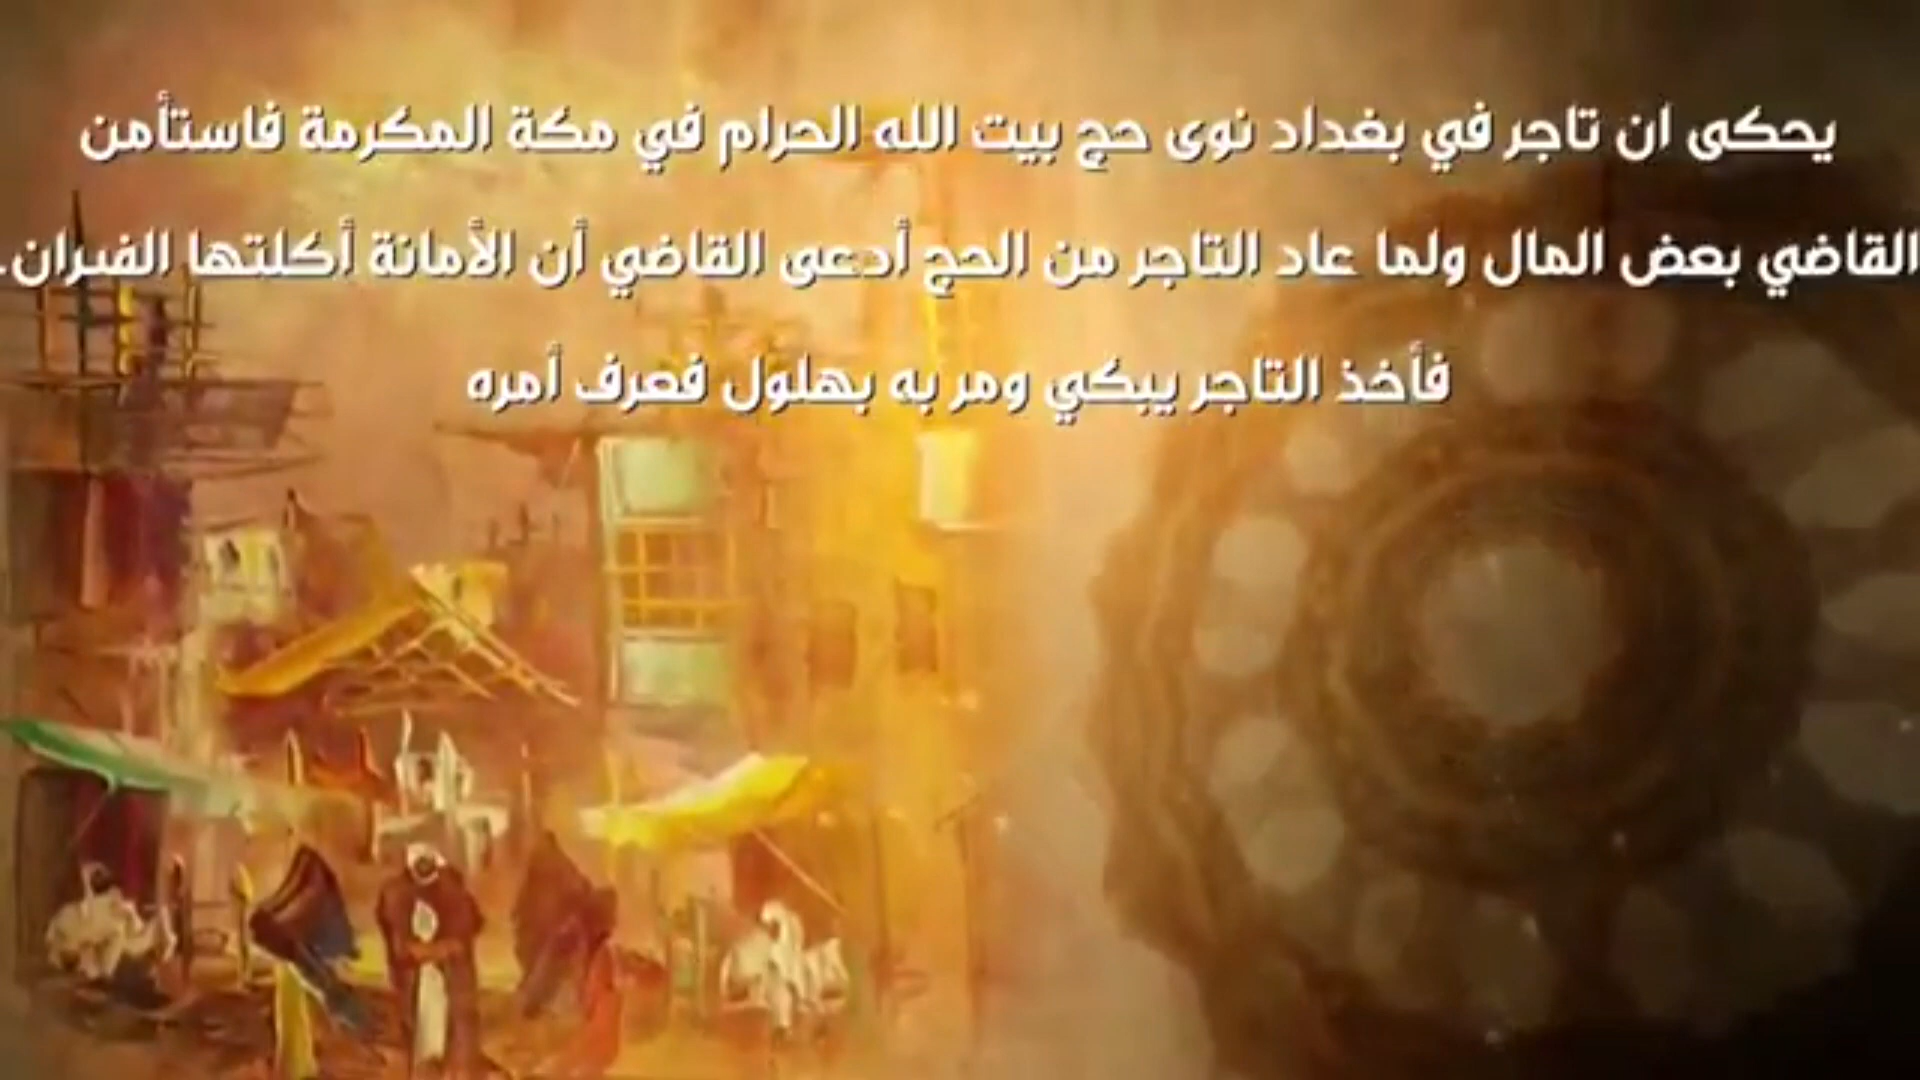 يحكى ان تاجر في بغداد نوى حج بيت الله الحرام في مكة المكرمة فاستأمن
القاضي بعض المال ولما عاد التاجر من الحج أدعى القاضي أن الأمانة أكلتها الفىران.
فأخذ التاجر يبكي ومر به بهلول فعرف أمره